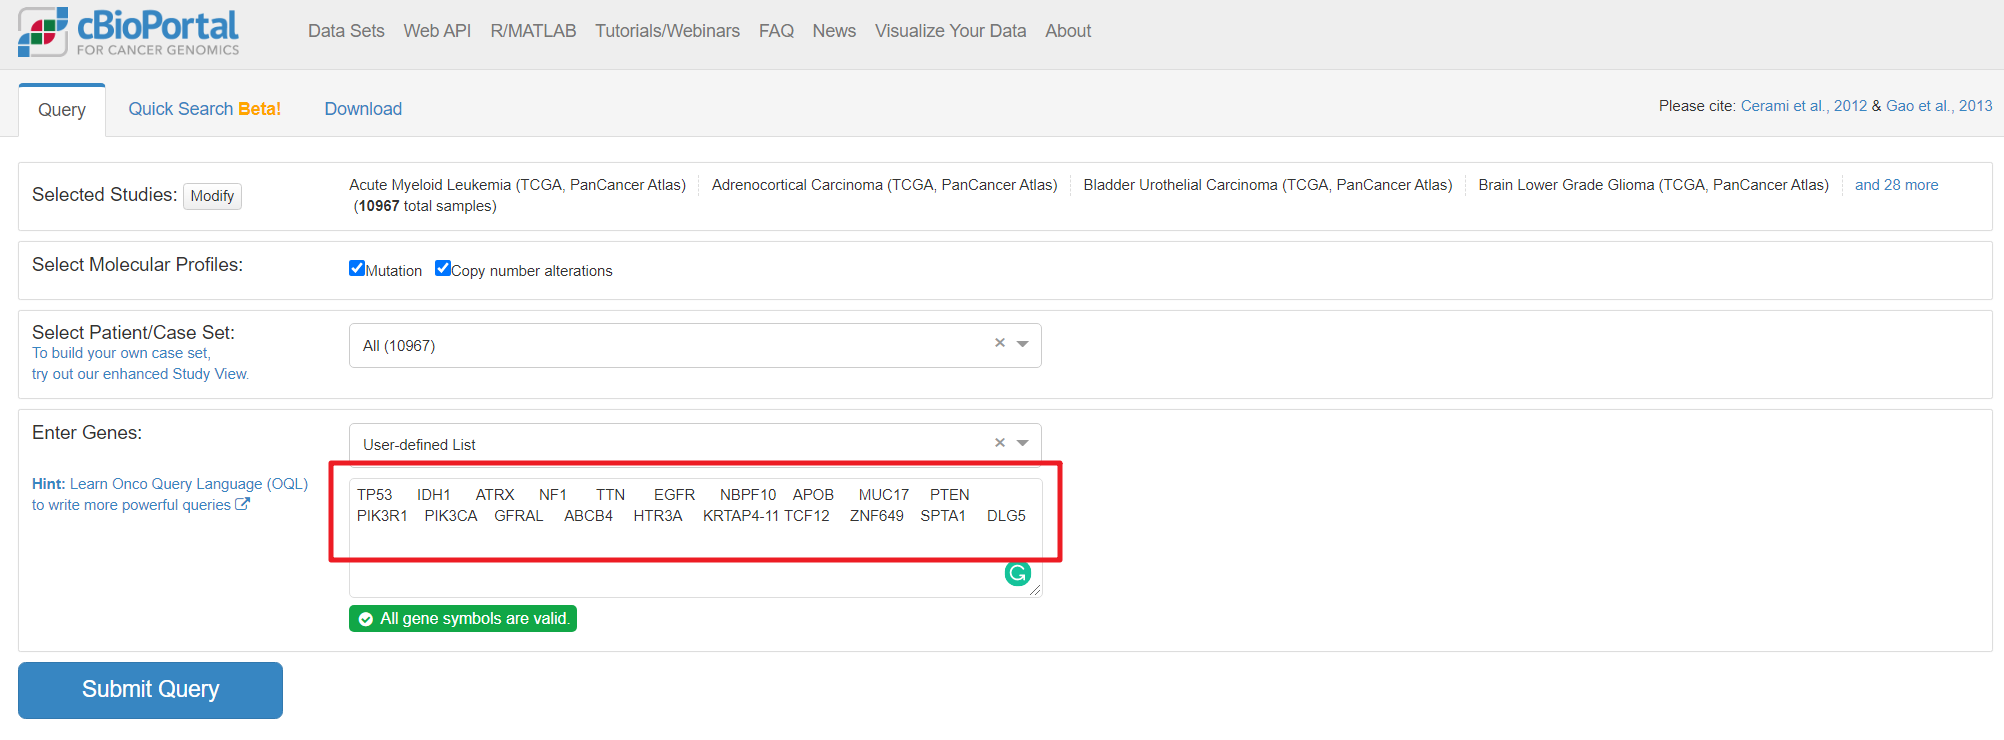 cBioPortal
FOR CANCER GENOMICS
Data Sets Web API R/MATLAB Tutorials/Webinars FAQ News Visualize Your Data About
Query Quick Search Beta! Download
Please cite: Cerami et al., 2012 & Gao et al., 2013
Selected Studies: Modify
Acute Myeloid Leukemia (TCGA, PanCancer Atlas) Adrenocortical Carcinoma (TCGA, PanCancer Atlas) Bladder Urothelial Carcinoma (TCGA, PanCancer Atlas) Brain Lower Grade Glioma (TCGA, PanCancer Atlas) and 28 more
(10967 total samples)
Select Molecular Profiles:
Mutation Copy number alterations
Select Patient/Case Set:
To build your own case set,
try out our enhanced Study View.
All (10967)
Enter Genes:
User-defined List
Hint: Learn Onco Query Language (OQL)
to write more powerful queries
TP53 IDH1 ATRX NF1 TTN EGFR NBPF10 APOB MUC17 PTEN
PIK3R1 PIK3CA GFRAL ABCB4 HTR3A KRTAP4-11 TCF12 ZNF649 SPTA1 DLG5
All gene symbols are valid.
Submit Query